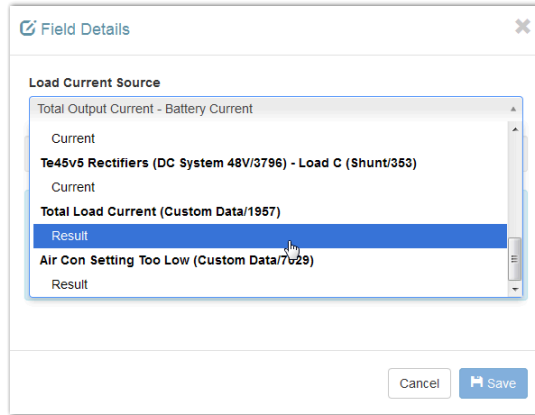 Field Details
Load Current Source
Total Output Current - Battery Current
Current
Te45v5 Rectifiers (DC System 48V/3796) - Load C (Shunt/353)
Current
Total Load Current (Custom Data/1957)
Result
Air Con Setting Too Low (Custom Data/7029)
Result
Cancel
Save